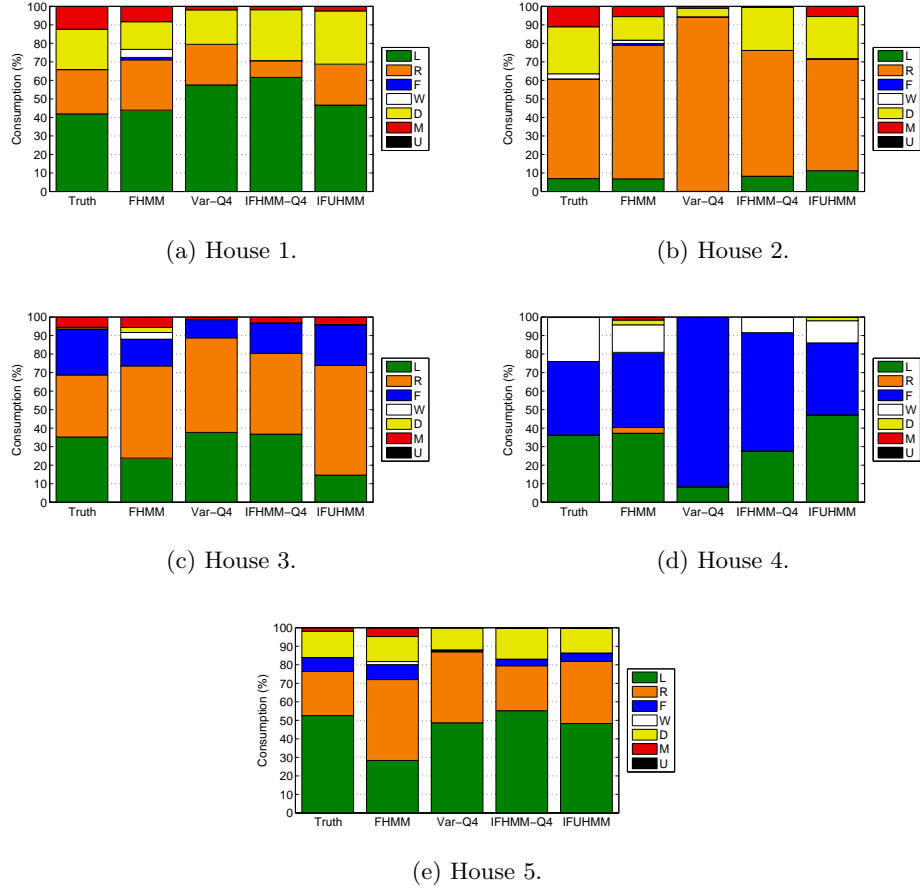 Consumption (%)
100
90
80
70
60
50
40
30
20
10
0
Truth FHMM Var−Q4 IFHMM−Q4 IFUHMM
L
R
F
W
D
M
U
(a) House 1.
Consumption (%)
100
90
80
70
60
50
40
30
20
10
0
Truth FHMM Var−Q4 IFHMM−Q4 IFUHMM
L
R
F
W
D
M
U
(b) House 2.
Consumption (%)
100
90
80
70
60
50
40
30
20
10
0
Truth FHMM Var−Q4 IFHMM−Q4 IFUHMM
L
R
F
W
D
M
U
(c) House 3.
Consumption (%)
100
90
80
70
60
50
40
30
20
10
0
Truth FHMM Var−Q4 IFHMM−Q4 IFUHMM
L
R
F
W
D
M
U
(d) House 4.
Consumption (%)
100
90
80
70
60
50
40
30
20
10
0
Truth FHMM Var−Q4 IFHMM−Q4 IFUHMM
L
R
F
W
D
M
U
(e) House 5.